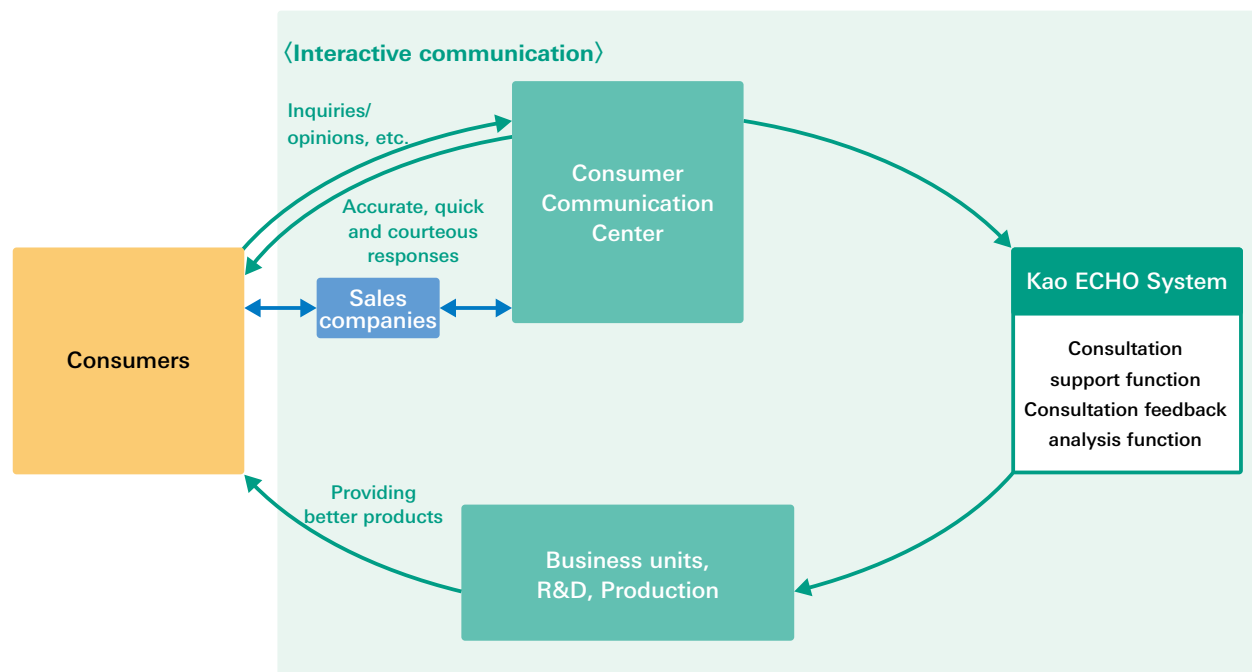 〈Interactive communication〉
Inquiries/
opinions, etc.
Accurate, quick
and courteous
responses
Consumer
Communication
Center
Sales
companies
Consumers
Kao ECHO System
Consultation
support function
Consultation feedback
analysis function
Providing
better products
Business units,
R&D, Production